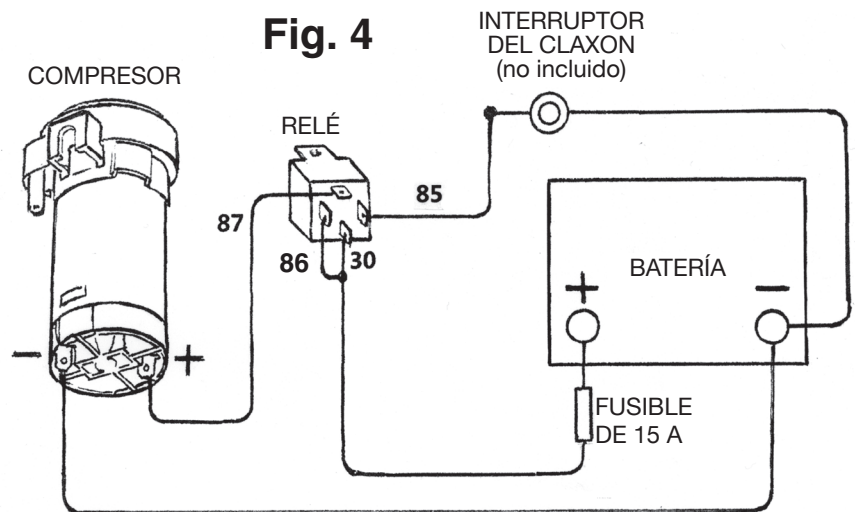 Fig. 4
INTERRUPTOR
DEL CLAXON
(no incluido)
COMPRESOR
RELÉ
85
87
86
30
BATERÍA
+
−
−
+
FUSIBLE
DE 15 A